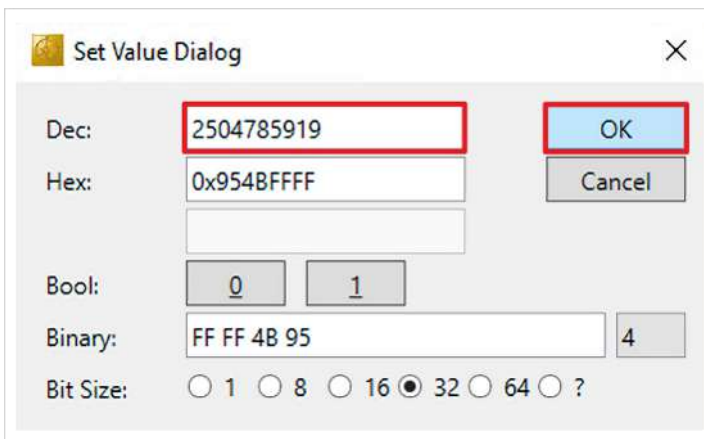 Set Value Dialog
Dec: 2504785919 OK
Hex: 0x954BFFFF Cancel
Bool: 0 1
Binary: FF FF 4B 95 4
Bit Size: 1 8 16 32 64 ?